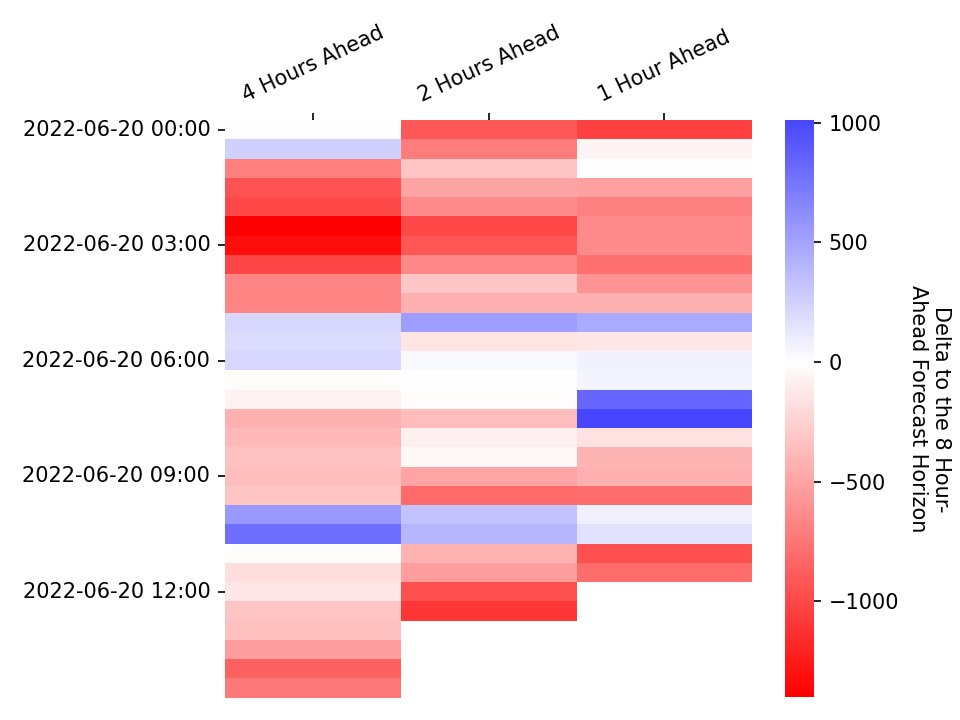 4 Hours Ahead
2 Hours Ahead
1 Hour Ahead
2022-06-20 00:00
2022-06-20 03:00
2022-06-20 06:00
2022-06-20 09:00
2022-06-20 12:00
1000
500
0
−500
−1000
Delta to the 8 Hour-
Ahead Forecast Horizon